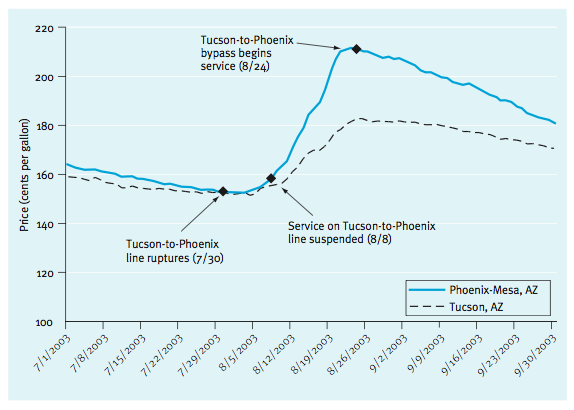 Price (cents per gallon)
220
200
180
160
140
120
100
Tucson-to-Phoenix
bypass begins
service (8/24)
Tucson-to-Phoenix
line ruptures (7/30)
Service on Tucson-to-Phoenix
line suspended (8/8)
Phoenix-Mesa, AZ
Tucson, AZ
7/1/2003
7/8/2003
7/15/2003
7/22/2003
7/29/2003
8/5/2003
8/12/2003
8/19/2003
8/26/2003
9/2/2003
9/9/2003
9/16/2003
9/23/2003
9/30/2003